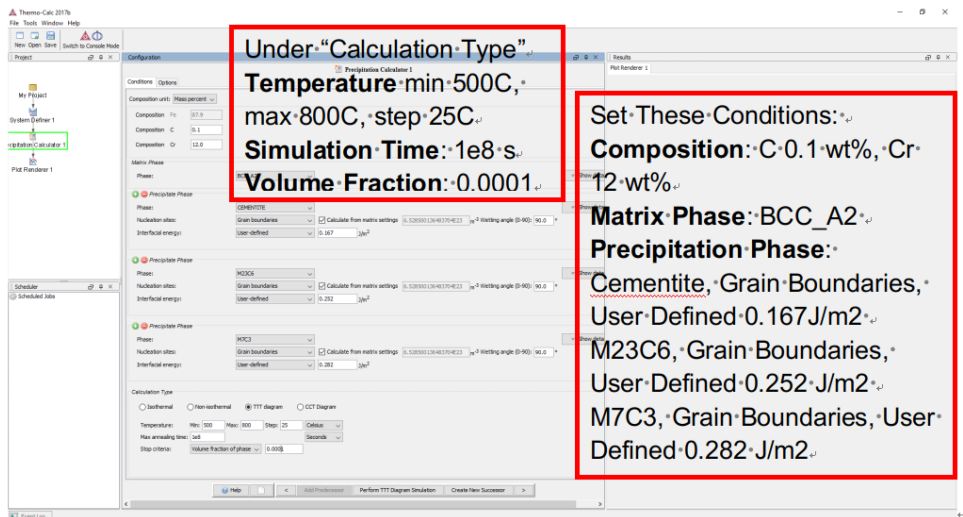 Thermo-Calc 2017b
File Tools Window Help
New Open Save Switch to Console Mode
Project
My Project
System Definer 1
Precipitation Calculator 1
Plot Renderer 1
Scheduler
Scheduled Jobs
Event Log
Configuration
Precipitation Calculator 1
Conditions Options
Composition unit: Mass percent
Composition Fe 87.9
Composition C 0.1
Composition Cr 12.0
Matrix Phase
Phase: BCC_A2
Precipitate Phase
Phase: CEMENTITE
Nucleation sites: Grain boundaries Calculate from matrix settings m-3 Wetting angle (0-90): 90.0 °
Interfacial energy: User-defined 0.167 J/m2
Precipitate Phase
Phase: M23C6 Show data
Nucleation sites: Grain boundaries Calculate from matrix settings m-3 Wetting angle (0-90): 90.0 °
Interfacial energy: User-defined 0.252 J/m2
Precipitate Phase
Phase: M7C3
Nucleation sites: Grain boundaries Calculate from matrix settings m-3 Wetting angle (0-90): 90.0 °
Interfacial energy: User-defined 0.282 J/m2
Calculation Type
Isothermal Non-isothermal TTT diagram CCT Diagram
Temperature: Min: 500 Max: 800 Step: 25 Celsius
Max annealing time: 1e8 Seconds
Stop criteria: Volume fraction of phase 0.0001
Help < Add Predecessor Perform TTT Diagram Simulation Create New Successor >
Results
Plot Renderer 1
Under “Calculation Type”
Temperature min 500C,
max 800C, step 25C
Simulation Time: 1e8 s
Volume Fraction: 0.0001
Set These Conditions:
Composition: C 0.1 wt%, Cr
12 wt%
Matrix Phase: BCC_A2
Precipitation Phase:
Cementite, Grain Boundaries,
User Defined 0.167J/m2
M23C6, Grain Boundaries,
User Defined 0.252 J/m2
M7C3, Grain Boundaries, User
Defined 0.282 J/m2